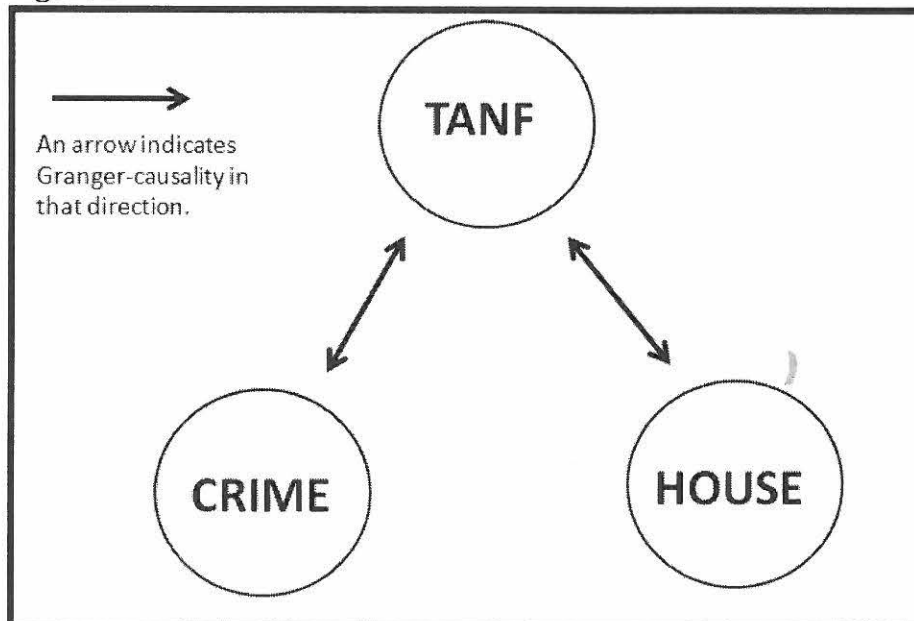 TANF
An arrow indicates
Granger-causality in
that direction.
CRIME
HOUSE